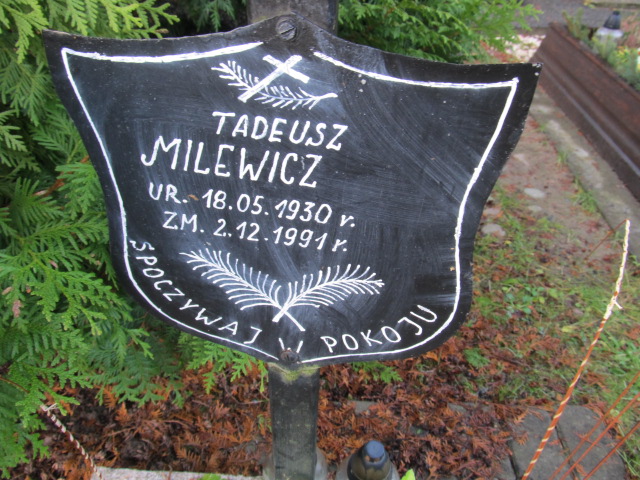 TADEUSZ
MILEWICZ
UR. 18.05.1930 r.
ZM. 2.12.1991 r.
SPOCZYWAJ W POKOJU